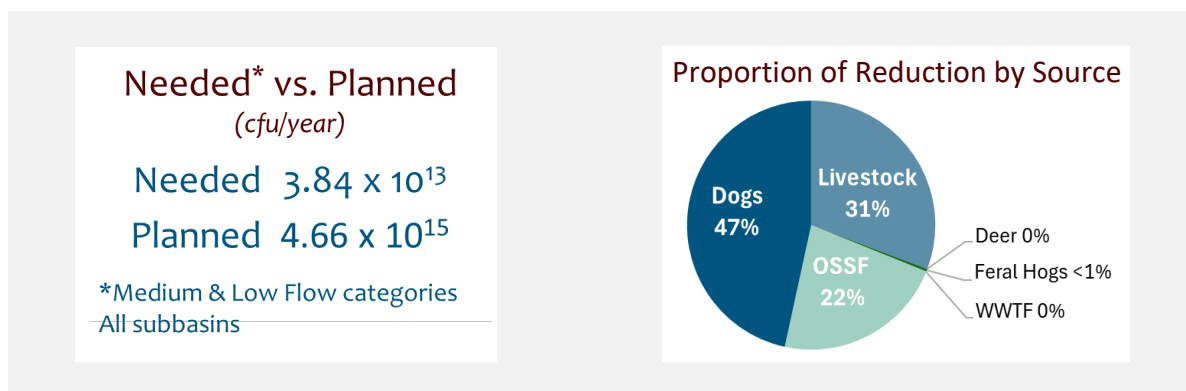 Needed* vs. Planned
(cfu/year)
Needed 3.84 x 10¹³
Planned 4.66 x 10¹⁵
*Medium & Low Flow categories
All subbasins
Proportion of Reduction by Source
Dogs
47%
Livestock
31%
OSSF
22%
Deer 0%
Feral Hogs <1%
WWTF 0%